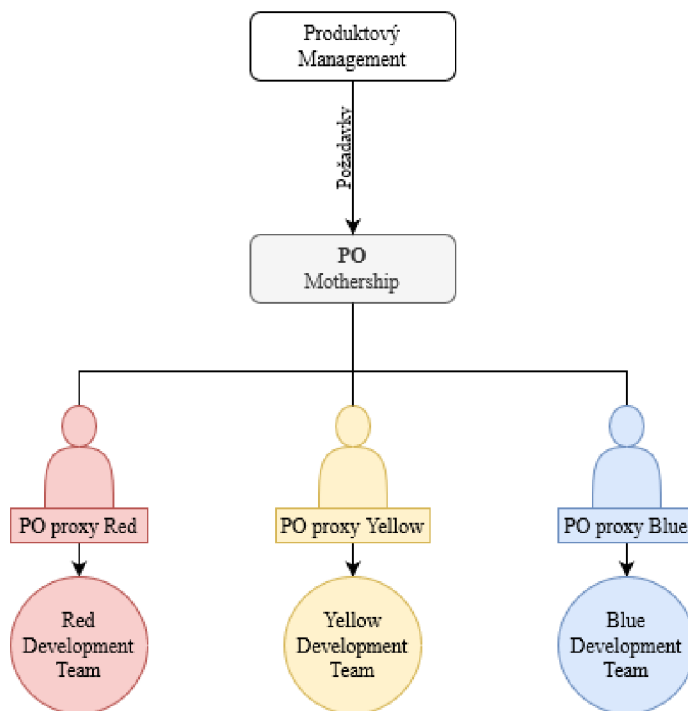 Produktový
Management
Požadavky
PO
Mothership
PO proxy Red
PO proxy Yellow
PO proxy Blue
Red
Development
Team
Yellow
Development
Team
Blue
Development
Team